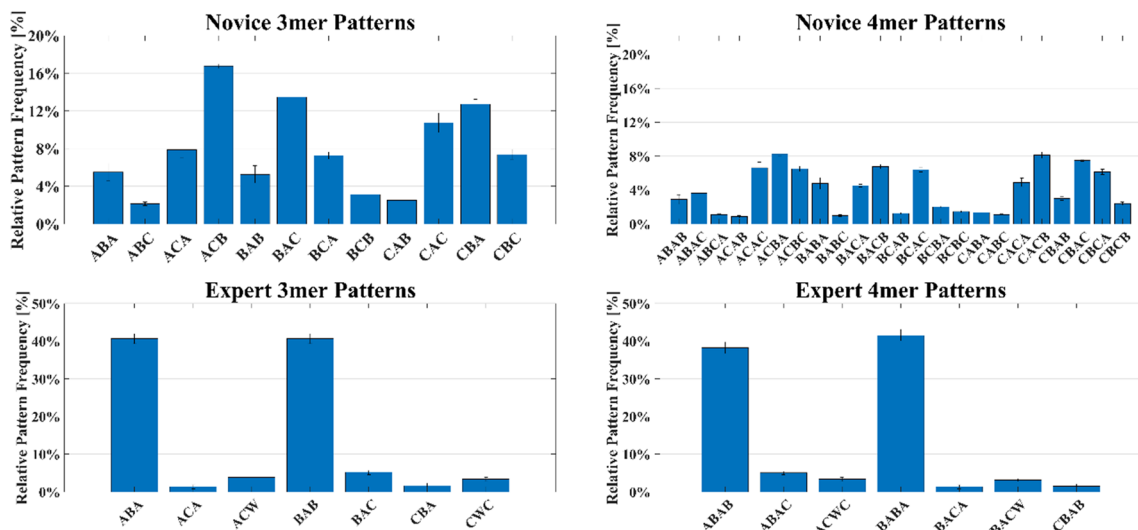 Novice 3mer Patterns
Relative Pattern Frequency [%]
20%
16%
12%
8%
4%
0%
ABA ABC ACA ACB BAB BAC BCA BCB CAB CAC CBA CBC
Novice 4mer Patterns
Relative Pattern Frequency [%]
20%
16%
12%
8%
4%
0%
ABAB ABAC ABCA ACAB ACAC ACBA ACBC BABA BABC BACA BACB BCAB BCAC BCBA BCBC CABA CABC CACA CACB CBAB CBAC CBCA CBCB
Expert 3mer Patterns
Relative Pattern Frequency [%]
50%
40%
30%
20%
10%
0%
ABA ACA ACW BAB BAC CBA CWC
Expert 4mer Patterns
Relative Pattern Frequency [%]
50%
40%
30%
20%
10%
0%
ABAB ABAC ACWC BABA BACA BACW CBAB